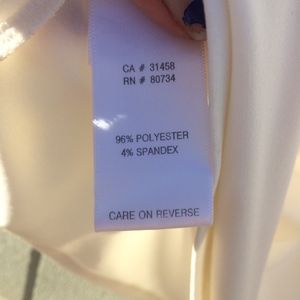 CA # 31458
RN # 80734
96% POLYESTER
4% SPANDEX
CARE ON REVERSE